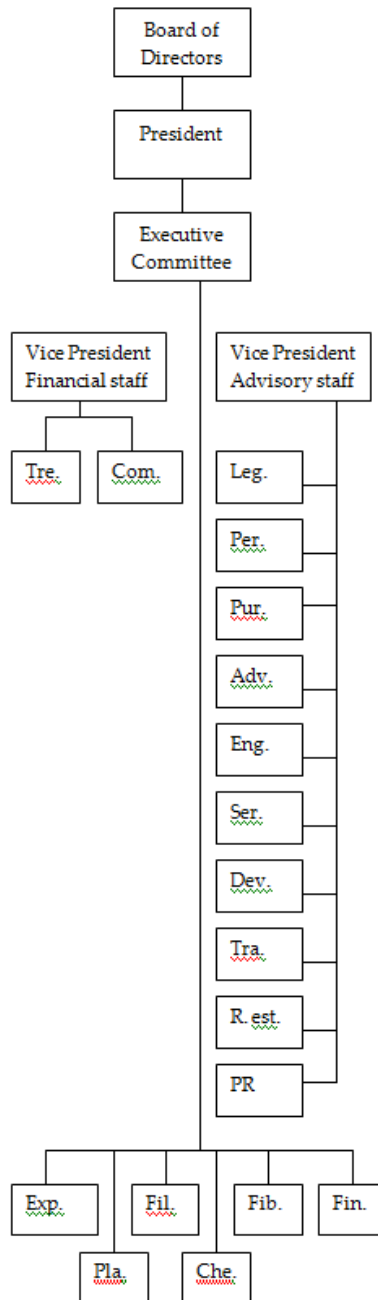 Board of
Directors
President
Executive
Committee
Vice President
Financial staff
Vice President
Advisory staff
Tre.
Com.
Leg.
Per.
Pur.
Adv.
Eng.
Ser.
Dev.
Tra.
R. est.
PR
Exp.
Fil.
Fib.
Fin.
Pla.
Che.